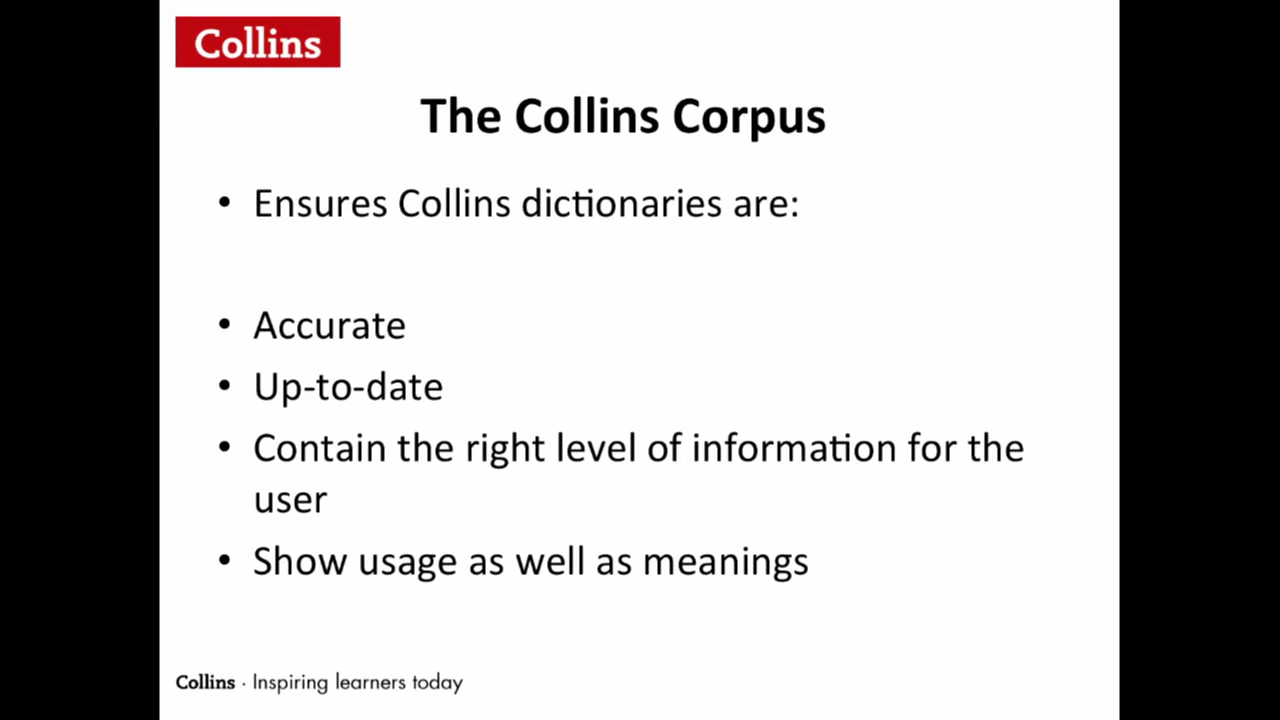 Collins
The Collins Corpus
• Ensures Collins dictionaries are:
• Accurate
• Up-to-date
• Contain the right level of information for the
user
• Show usage as well as meanings
Collins · Inspiring learners today